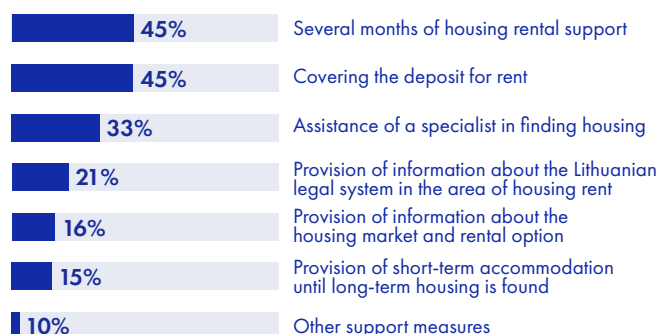 45% Several months of housing rental support
45% Covering the deposit for rent
33% Assistance of a specialist in finding housing
21% Provision of information about the Lithuanian
legal system in the area of housing rent
16% Provision of information about the
housing market and rental option
15% Provision of short-term accommodation
until long-term housing is found
10% Other support measures